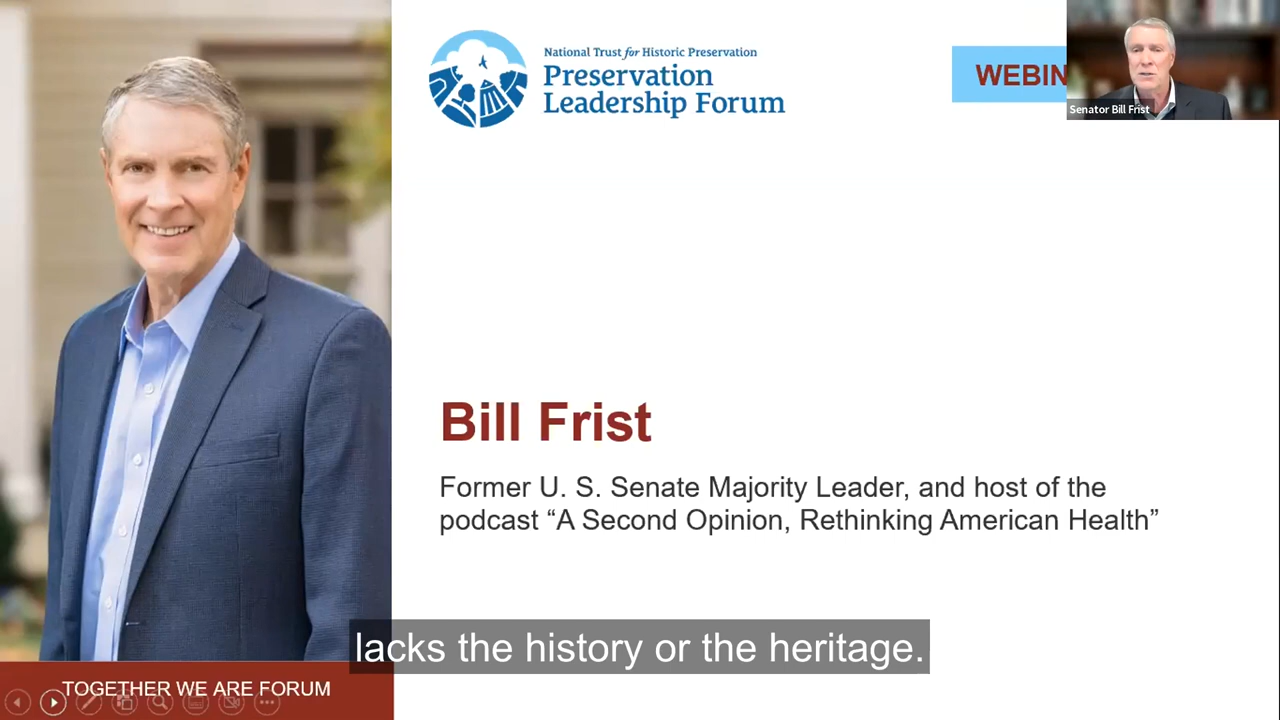 National Trust for Historic Preservation
Preservation
Leadership Forum
WEBIN
Senator Bill Frist
Bill Frist
Former U. S. Senate Majority Leader, and host of the
podcast “A Second Opinion, Rethinking American Health”
lacks the history or the heritage.
TOGETHER WE ARE FORUM